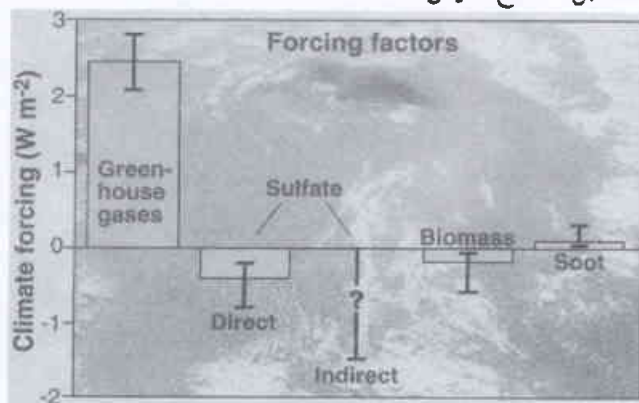 3
Forcing factors
2
Climate forcing (W m-2)
Green-
house
gases
1
Sulfate
Biomass
0
Soot
Direct
?
-1
Indirect
-2